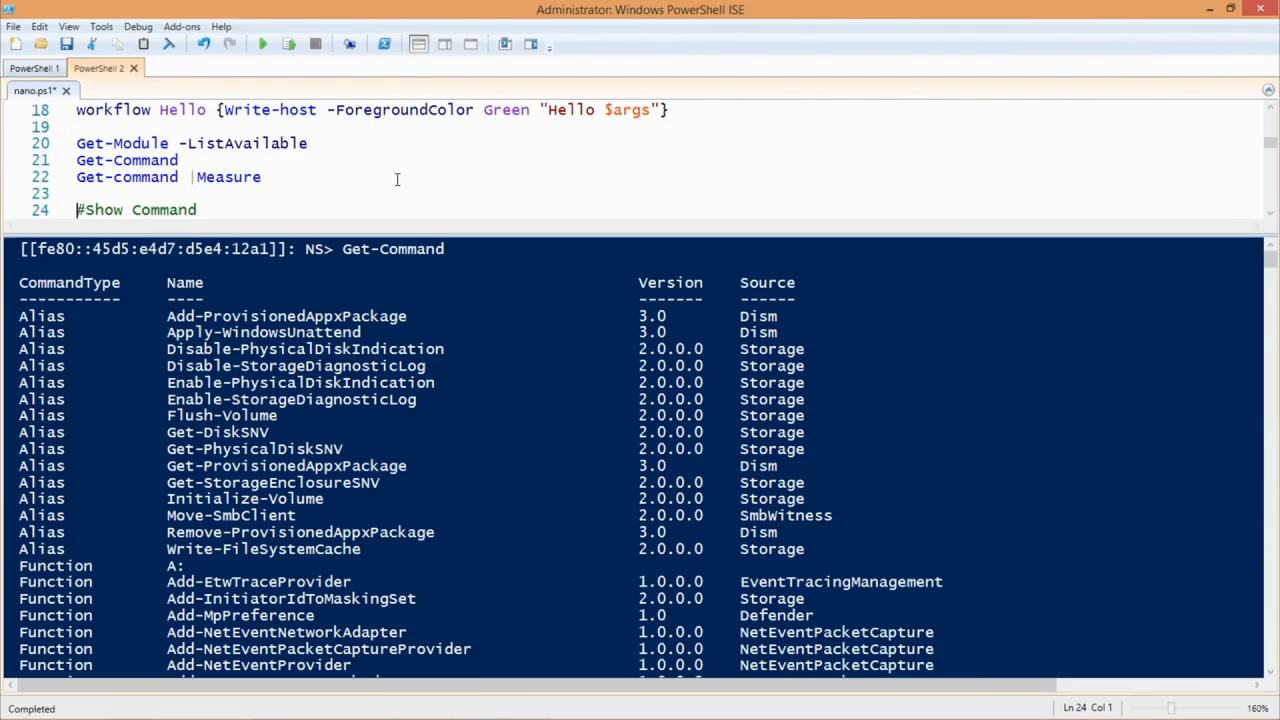 Administrator: Windows PowerShell ISE
File Edit View Tools Debug Add-ons Help
PowerShell 1 PowerShell 2
nano.ps1*
18 workflow Hello {Write-host -ForegroundColor Green "Hello $args"}
19
20 Get-Module -ListAvailable
21 Get-Command
22 Get-command |Measure
23
24 #Show Command
[[fe80::45d5:e4d7:d5e4:12a1]]: NS> Get-Command
CommandType Name Version Source
----------- ---- ------- ------
Alias Add-ProvisionedAppxPackage 3.0 Dism
Alias Apply-WindowsUnattend 3.0 Dism
Alias Disable-PhysicalDiskIndication 2.0.0.0 Storage
Alias Disable-StorageDiagnosticLog 2.0.0.0 Storage
Alias Enable-PhysicalDiskIndication 2.0.0.0 Storage
Alias Enable-StorageDiagnosticLog 2.0.0.0 Storage
Alias Flush-Volume 2.0.0.0 Storage
Alias Get-DiskSNV 2.0.0.0 Storage
Alias Get-PhysicalDiskSNV 2.0.0.0 Storage
Alias Get-ProvisionedAppxPackage 3.0 Dism
Alias Get-StorageEnclosureSNV 2.0.0.0 Storage
Alias Initialize-Volume 2.0.0.0 Storage
Alias Move-SmbClient 2.0.0.0 SmbWitness
Alias Remove-ProvisionedAppxPackage 3.0 Dism
Alias Write-FileSystemCache 2.0.0.0 Storage
Function A:
Function Add-EtwTraceProvider 1.0.0.0 EventTracingManagement
Function Add-InitiatorIdToMaskingSet 2.0.0.0 Storage
Function Add-MpPreference 1.0 Defender
Function Add-NetEventNetworkAdapter 1.0.0.0 NetEventPacketCapture
Function Add-NetEventPacketCaptureProvider 1.0.0.0 NetEventPacketCapture
Function Add-NetEventProvider 1.0.0.0 NetEventPacketCapture
Completed Ln 24 Col 1 160%